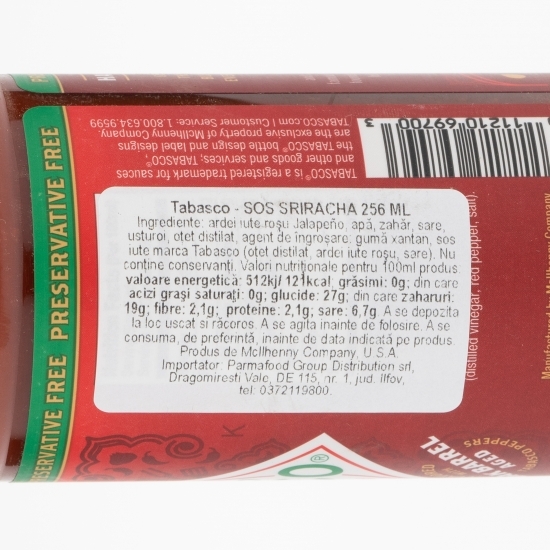 Tabasco - SOS SRIRACHA 256 ML
Ingrediente: ardei iute roșu Jalapeño, apă, zahăr, sare,
usturoi, oțet distilat, agent de îngroșare: gumă xantan, sos
iute marca Tabasco (oțet distilat, ardei iute roșu, sare). Nu
conține conservanți. Valori nutriționale pentru 100ml produs:
valoare energetică: 512kj/ 121kcal; grăsimi: 0g; din care
acizi grași saturați: 0g; glucide: 27g; din care zaharuri:
19g; fibre: 2,1g; proteine: 2,1g; sare: 6,7g. A se depozita
la loc uscat și răcoros. A se agita înainte de folosire. A se
consuma, de preferință, înainte de data indicată pe produs.
Produs de McIlhenny Company, U.S.A.
Importator: Parmafood Group Distribution srl,
Dragomirești Vale, DE 115, nr. 1, jud. Ilfov,
tel: 0372119800.
TABASCO® is a registered trademark for sauces
and other goods and services; TABASCO®,
the TABASCO® bottle design and label designs
are the exclusive property of McIlhenny Company.
TABASCO.com | Customer Service: 1.800.634.9599
3 11210 69700
PRESERVATIVE FREE
PRESERVATIVE FREE
(distilled vinegar, red pepper, salt).
BARREL
AGED
PEPPERS